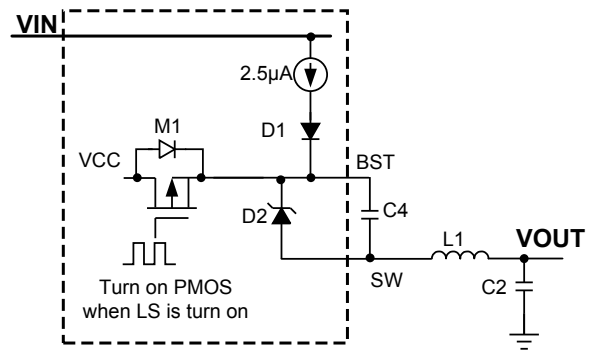 VIN
2.5µA
D1
M1
VCC
BST
D2
C4
L1
VOUT
SW
C2
Turn on PMOS
when LS is turn on